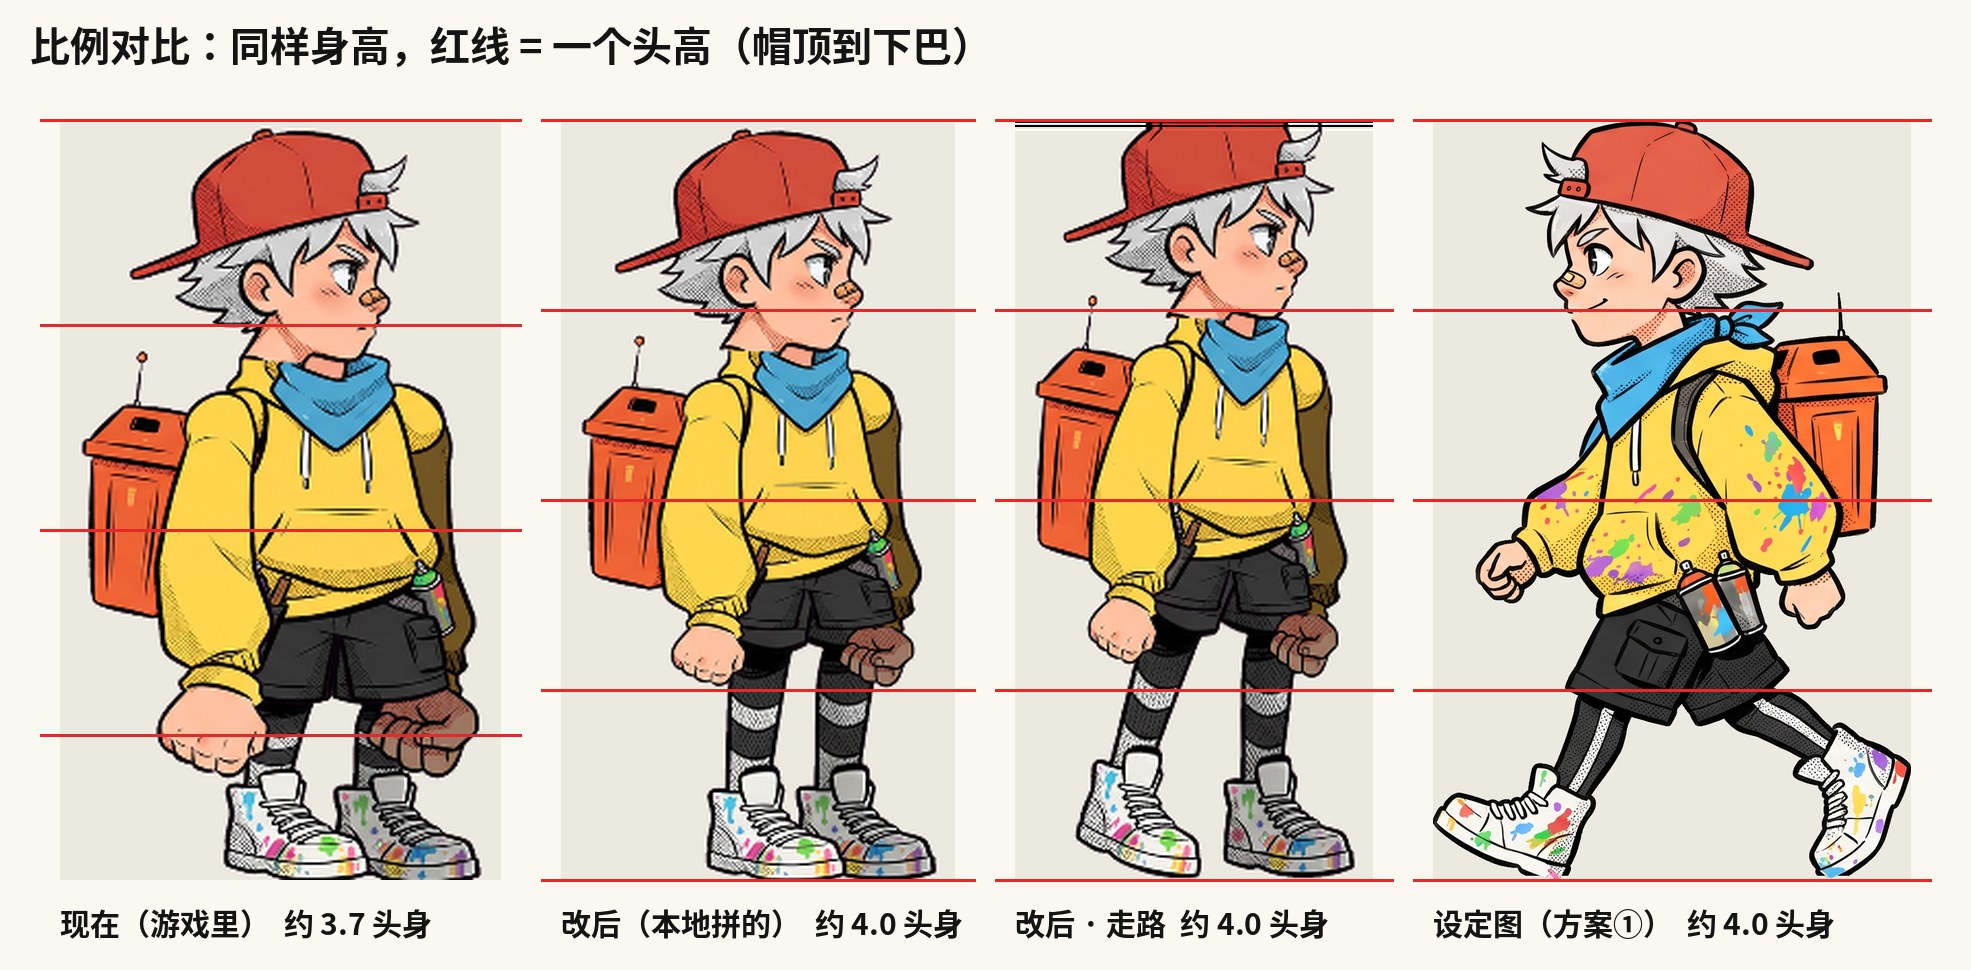 比例对比：同样身高，红线 = 一个头高（帽顶到下巴）
现在（游戏里） 约 3.7 头身
改后（本地拼的） 约 4.0 头身
改后 · 走路 约 4.0 头身
设定图（方案①） 约 4.0 头身